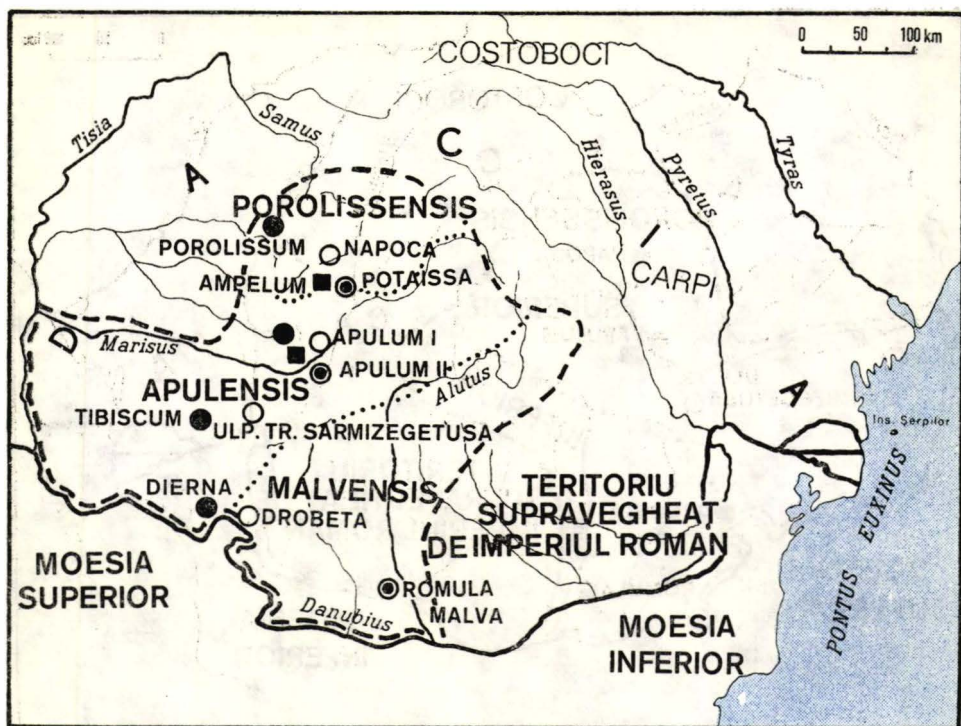 COSTOBOCI
0 50 100 km
Tisia
Samus
Hierasus
Pyretus
Tyras
D A C
A
POROLISSENSIS
POROLISSUM
NAPOCA
AMPELUM
POTAISSA
CARPI
Marisus
APULUM I
APULUM II
APULENSIS
Alutus
TIBISCUM
ULP. TR. SARMIZEGETUSA
Ins. Șerpilor
DIERNA
MALVENSIS
DROBETA
TERITORIU
SUPRAVEGHEAT
DE IMPERIUL ROMAN
MOESIA
SUPERIOR
Danubius
ROMULA
MALVA
MOESIA
INFERIOR
PONTUS EUXINUS